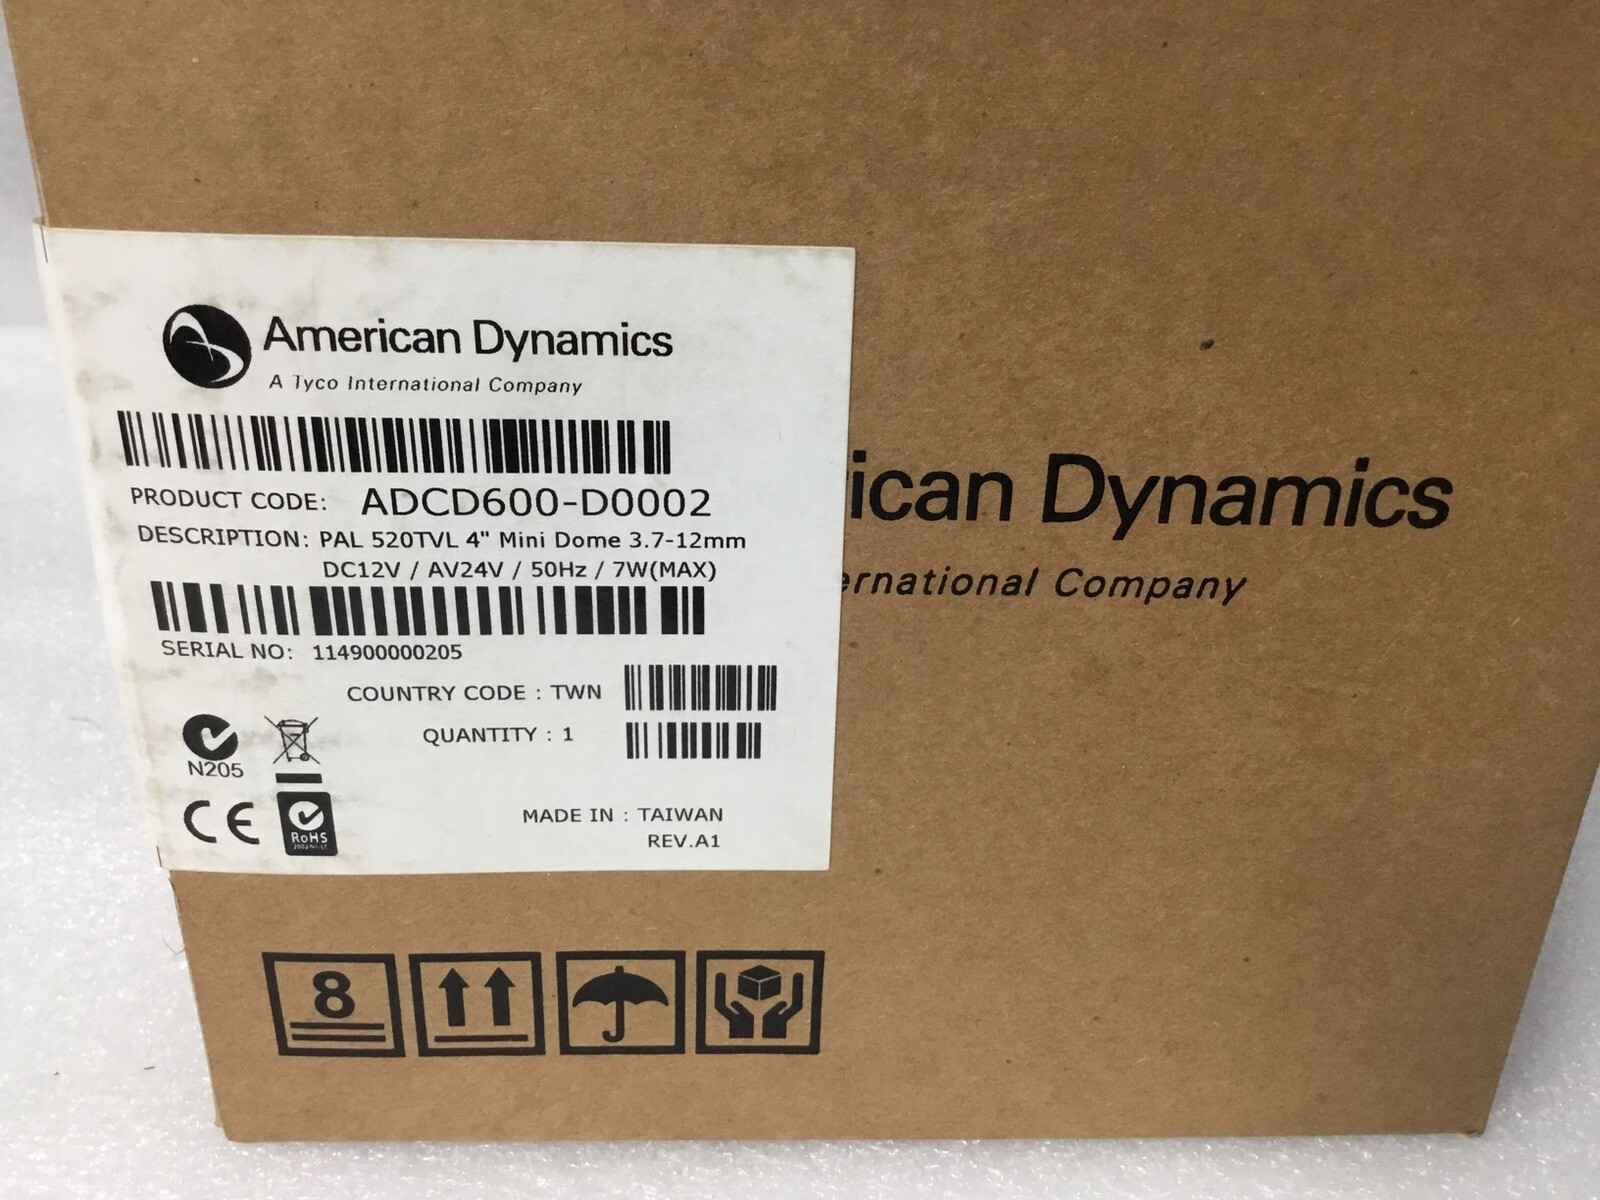 American Dynamics
A Tyco International Company
PRODUCT CODE: ADCD600-D0002
DESCRIPTION: PAL 520TVL 4" Mini Dome 3.7-12mm
DC12V / AV24V / 50Hz / 7W(MAX)
SERIAL NO: 114900000205
COUNTRY CODE : TWN
QUANTITY : 1
N205
CE
RoHS
MADE IN : TAIWAN
REV.A1
ican Dynamics
ernational Company
8